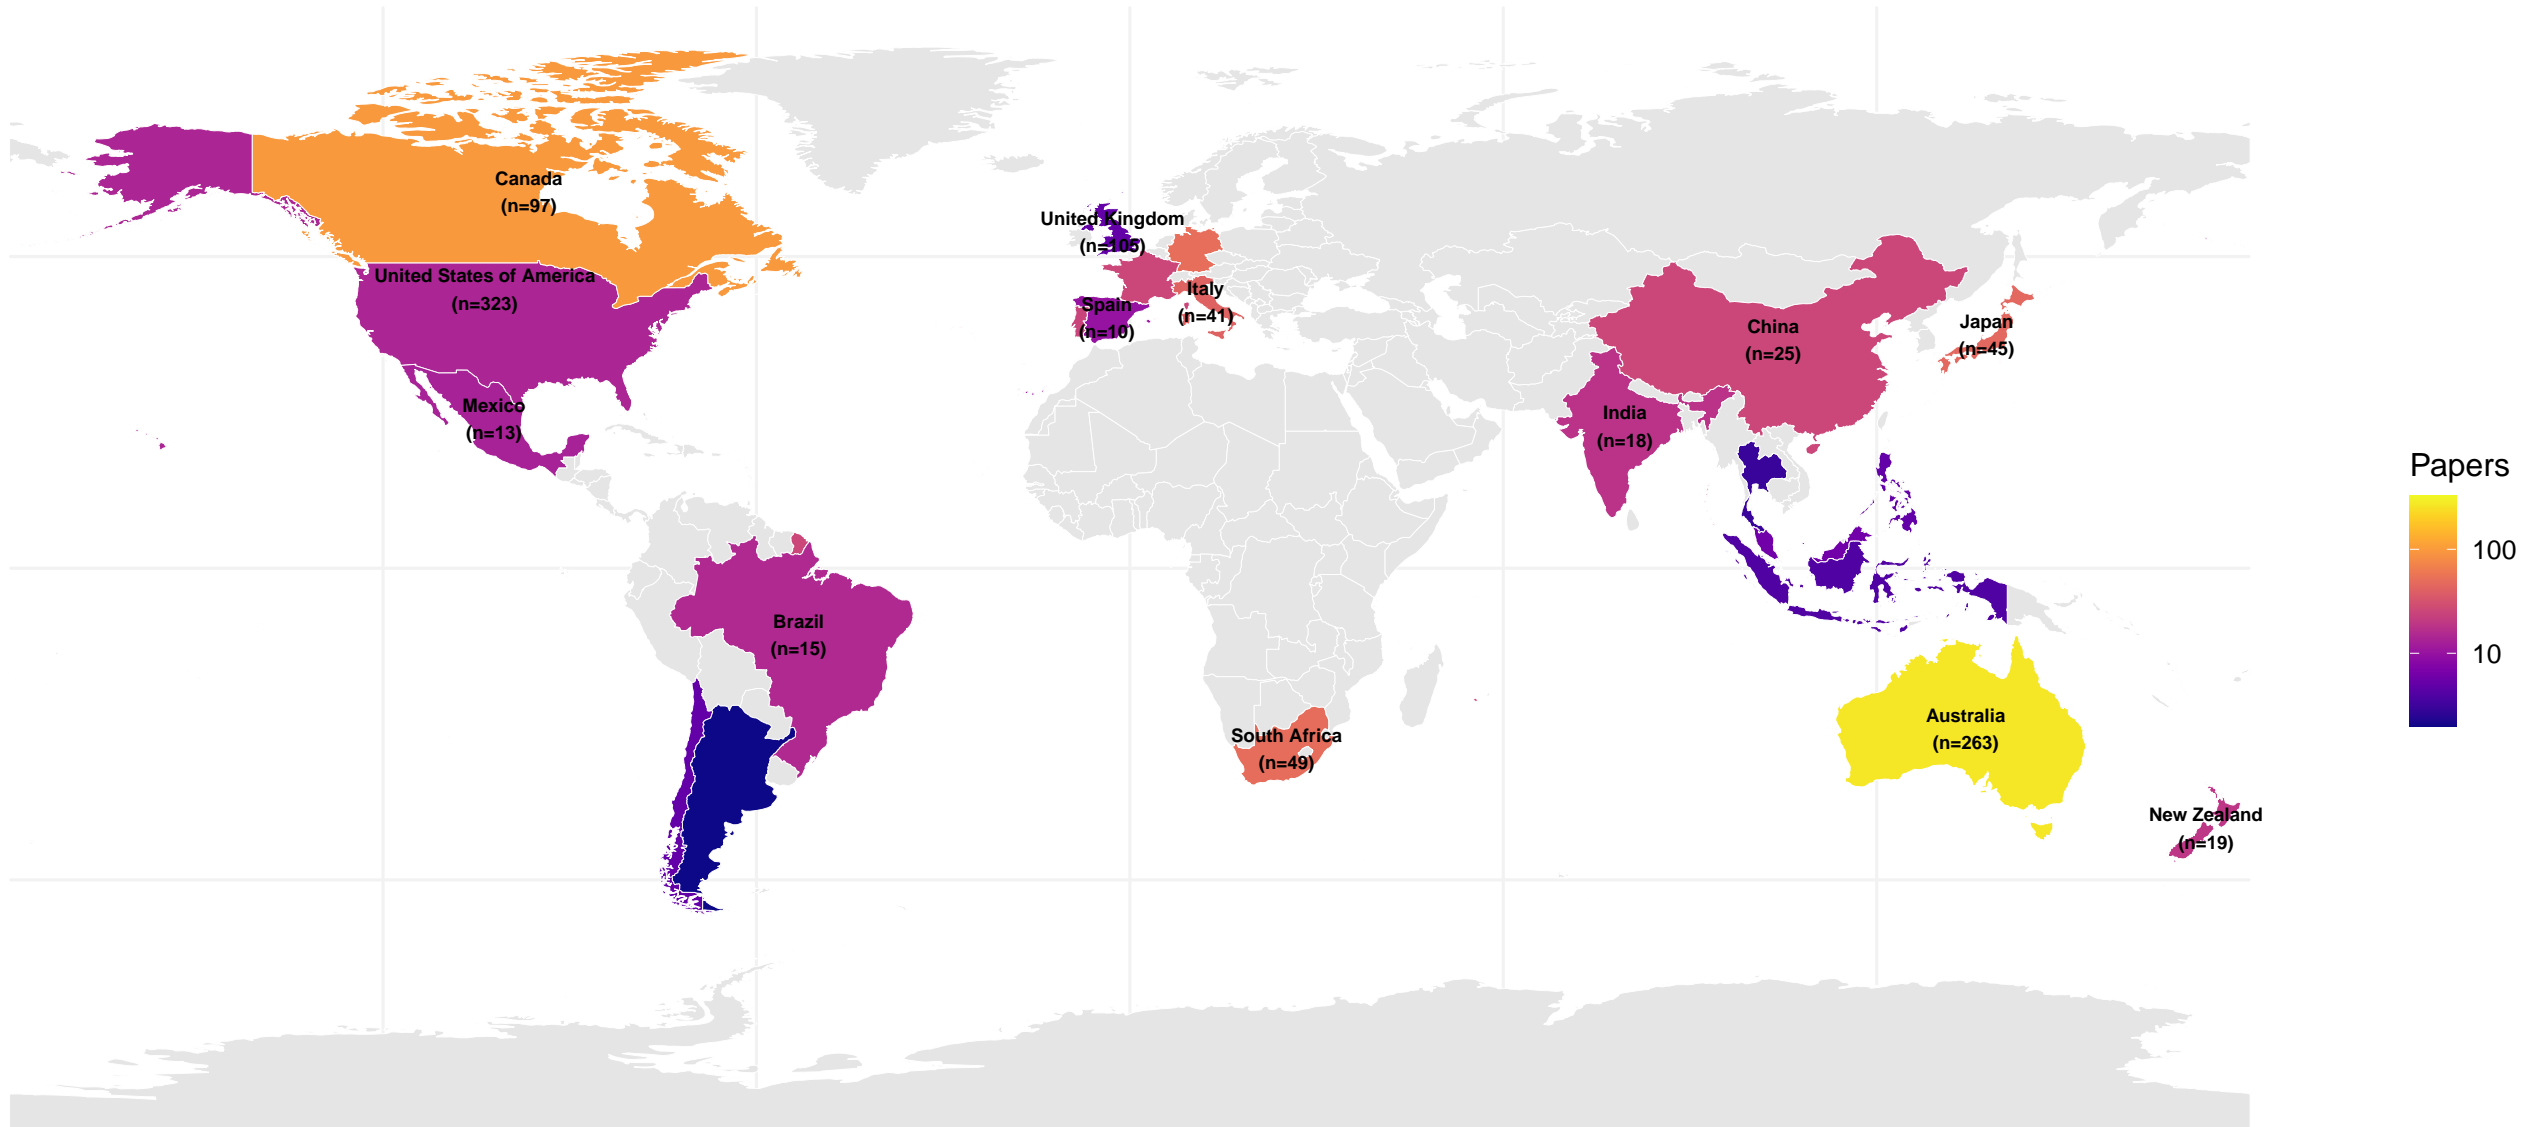 Canada
(n=97)
United Kingdom
(n=105)
United States of America
(n=323)
Italy
(n=41)
Spain
(n=10)
China
(n=25)
Japan
(n=45)
Mexico
(n=13)
India
(n=18)
Papers
100
10
Brazil
(n=15)
Australia
(n=263)
South Africa
(n=49)
New Zealand
(n=19)